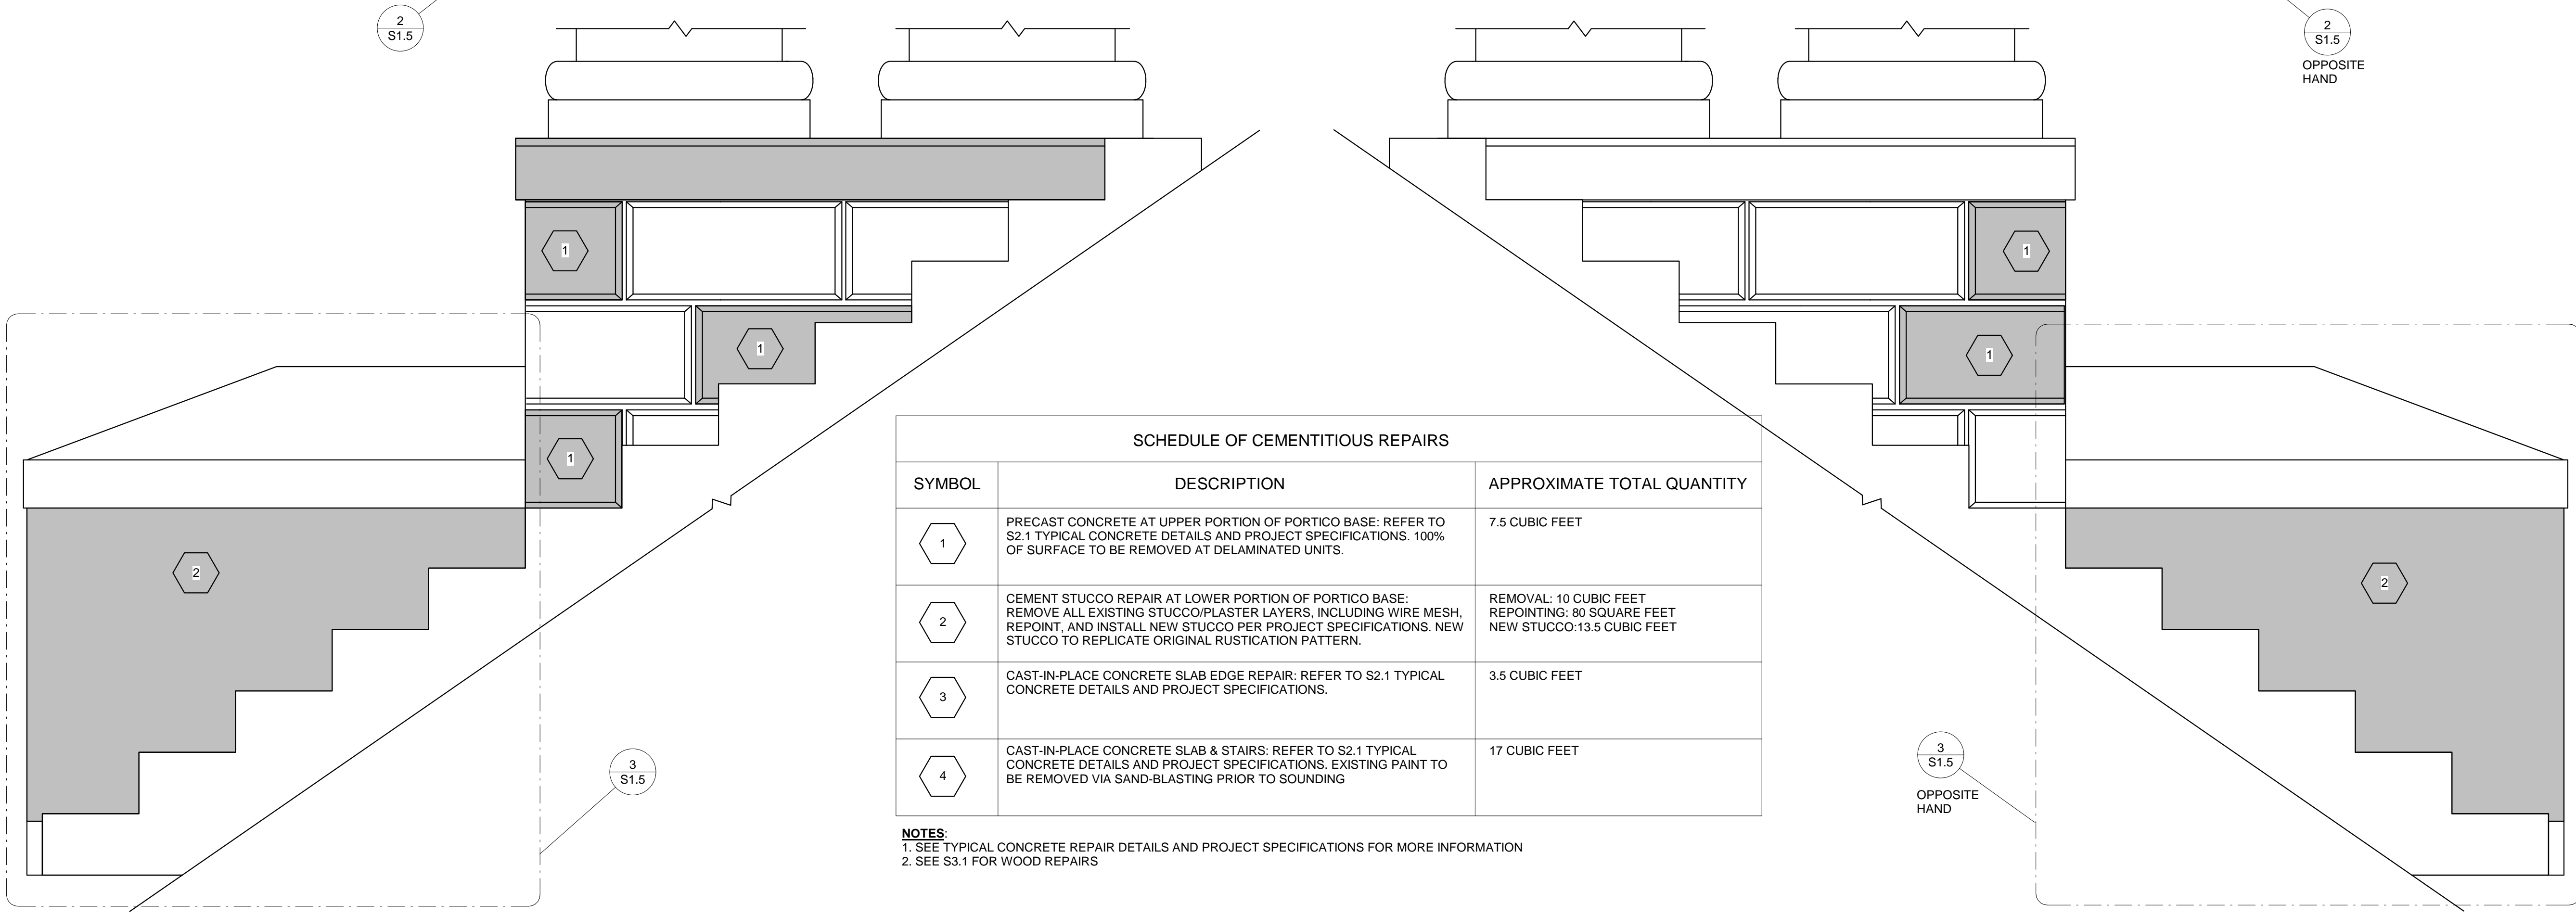 2
S1.5
2
S1.5
OPPOSITE
HAND
1
1
1
1
1
2
2
3
S1.5
3
S1.5
OPPOSITE
HAND
SCHEDULE OF CEMENTITIOUS REPAIRS
SYMBOL DESCRIPTION APPROXIMATE TOTAL QUANTITY
1
PRECAST CONCRETE AT UPPER PORTION OF PORTICO BASE: REFER TO
S2.1 TYPICAL CONCRETE DETAILS AND PROJECT SPECIFICATIONS. 100%
OF SURFACE TO BE REMOVED AT DELAMINATED UNITS.
7.5 CUBIC FEET
2
CEMENT STUCCO REPAIR AT LOWER PORTION OF PORTICO BASE:
REMOVE ALL EXISTING STUCCO/PLASTER LAYERS, INCLUDING WIRE MESH,
REPOINT, AND INSTALL NEW STUCCO PER PROJECT SPECIFICATIONS. NEW
STUCCO TO REPLICATE ORIGINAL RUSTICATION PATTERN.
REMOVAL: 10 CUBIC FEET
REPOINTING: 80 SQUARE FEET
NEW STUCCO:13.5 CUBIC FEET
3
CAST-IN-PLACE CONCRETE SLAB EDGE REPAIR: REFER TO S2.1 TYPICAL
CONCRETE DETAILS AND PROJECT SPECIFICATIONS.
3.5 CUBIC FEET
4
CAST-IN-PLACE CONCRETE SLAB & STAIRS: REFER TO S2.1 TYPICAL
CONCRETE DETAILS AND PROJECT SPECIFICATIONS. EXISTING PAINT TO
BE REMOVED VIA SAND-BLASTING PRIOR TO SOUNDING
17 CUBIC FEET
NOTES:
1. SEE TYPICAL CONCRETE REPAIR DETAILS AND PROJECT SPECIFICATIONS FOR MORE INFORMATION
2. SEE S3.1 FOR WOOD REPAIRS